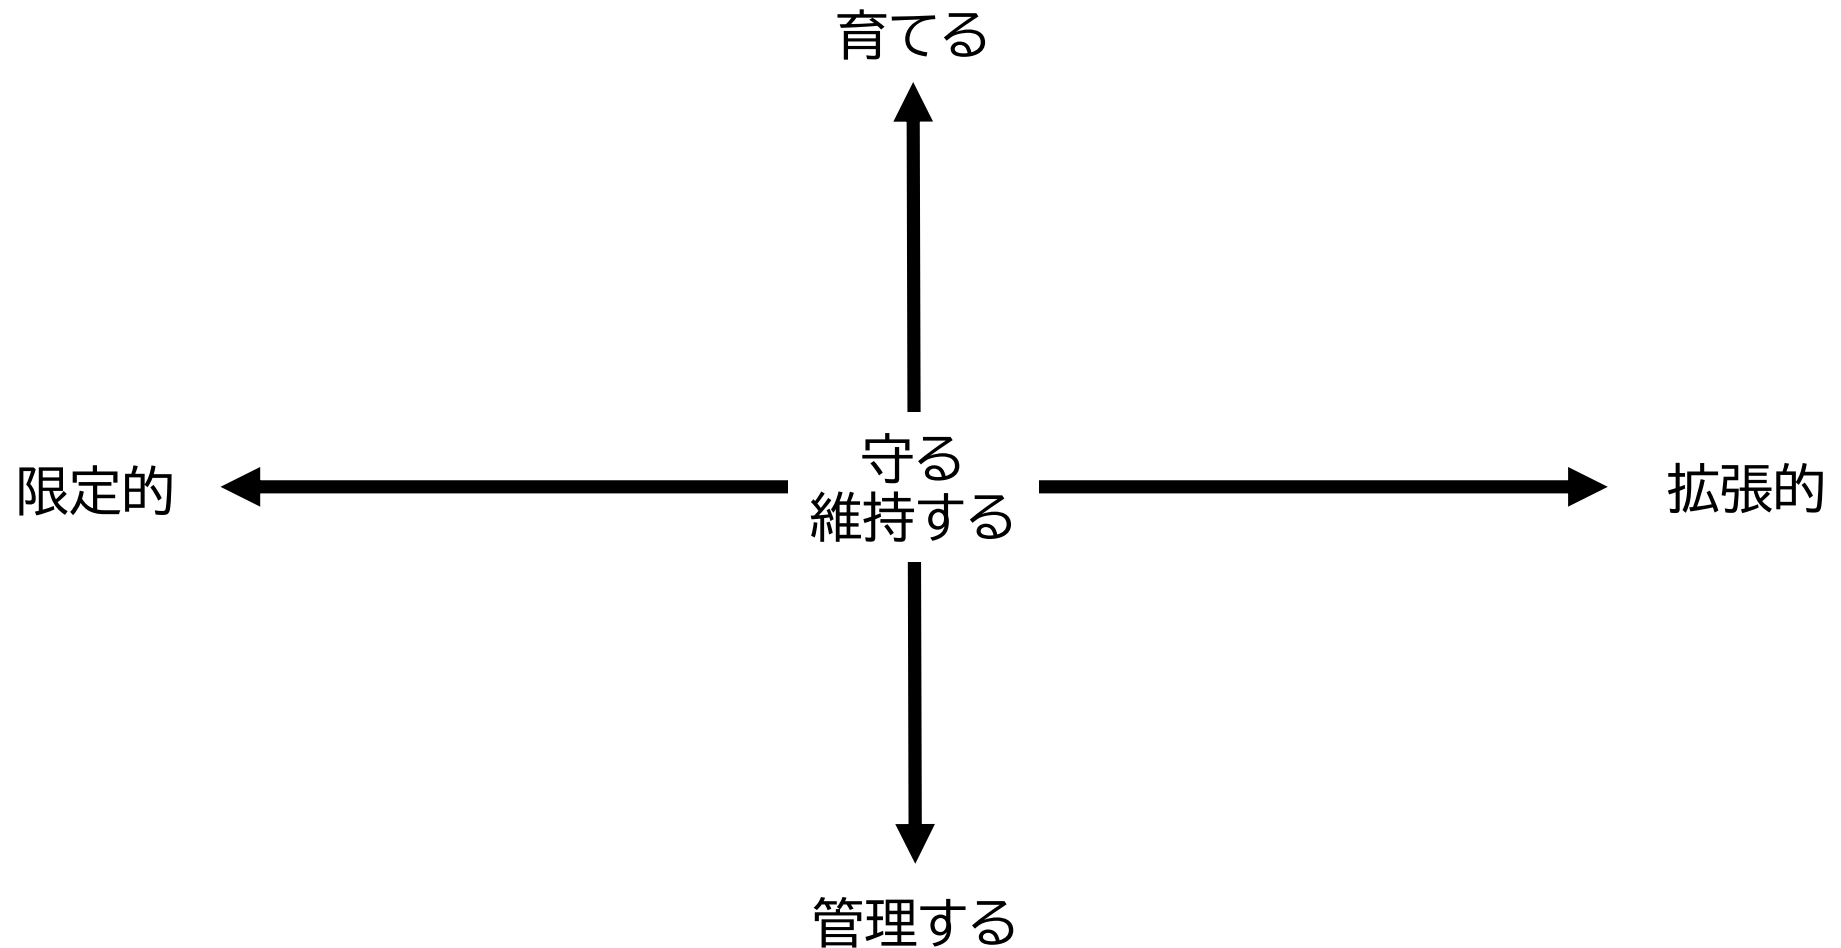 育てる
守る
維持する
限定的
拡張的
管理する